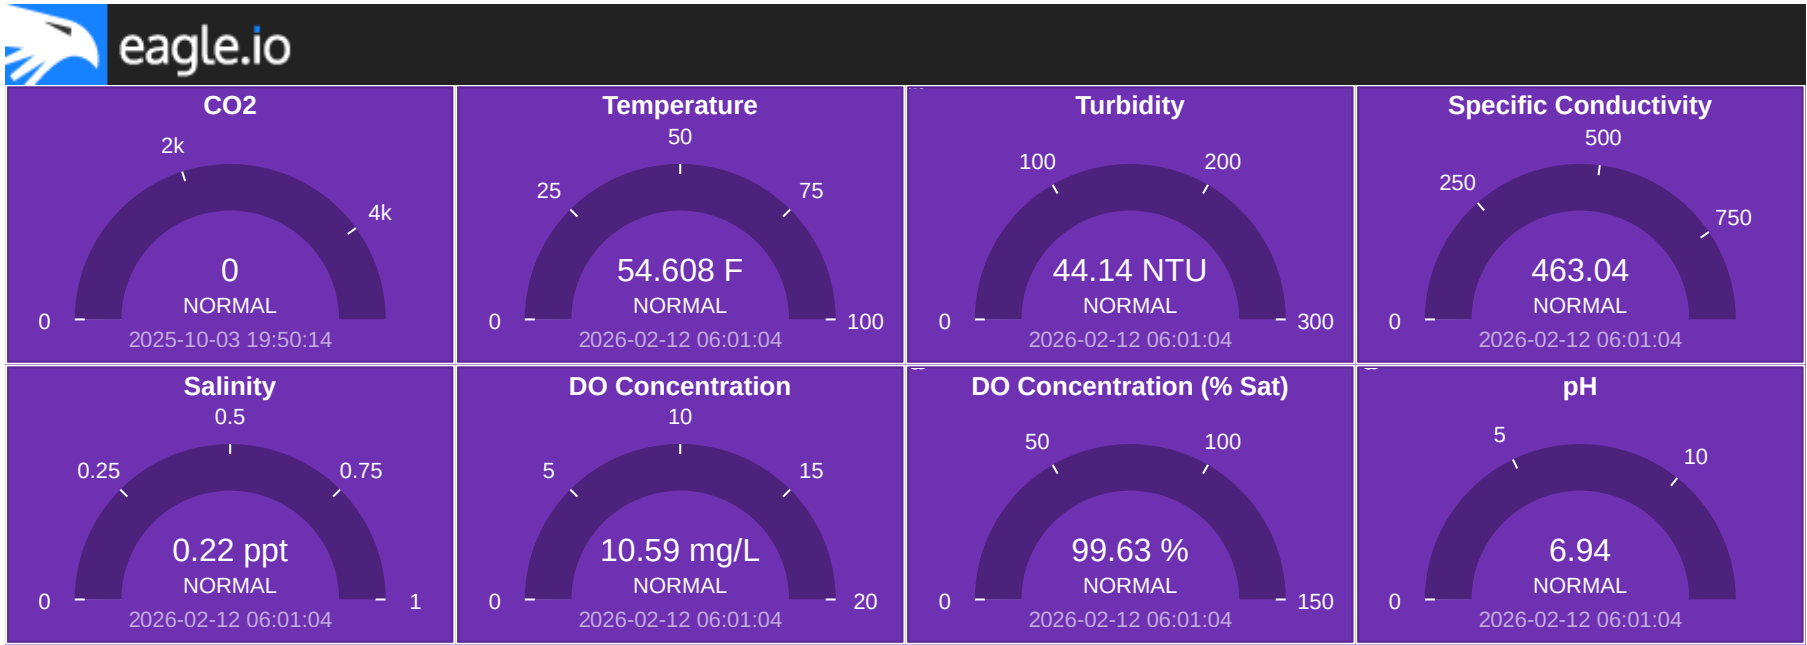 eagle.io
CO2
2k
4k
0
0
NORMAL
2025-10-03 19:50:14
Temperature
50
25
75
54.608 F
NORMAL
0
100
2026-02-12 06:01:04
Turbidity
100
200
44.14 NTU
NORMAL
0
300
2026-02-12 06:01:04
Specific Conductivity
500
250
750
463.04
NORMAL
0
2026-02-12 06:01:04
Salinity
0.5
0.25
0.75
0.22 ppt
NORMAL
0
1
2026-02-12 06:01:04
DO Concentration
10
5
15
10.59 mg/L
NORMAL
0
20
2026-02-12 06:01:04
DO Concentration (% Sat)
50
100
99.63 %
NORMAL
0
150
2026-02-12 06:01:04
pH
5
10
6.94
NORMAL
0
2026-02-12 06:01:04